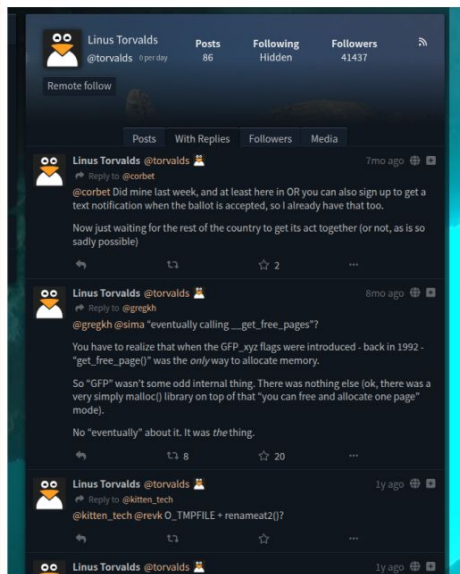 Linus Torvalds
@torvalds 0 per day
Posts
86
Following
Hidden
Followers
41437
Remote follow
Posts With Replies Followers Media
Linus Torvalds @torvalds 7mo ago
Reply to @corbet
@corbet Did mine last week, and at least here in OR you can also sign up to get a
text notification when the ballot is accepted, so I already have that too.
Now just waiting for the rest of the country to get its act together (or not, as is so
sadly possible)
2
Linus Torvalds @torvalds 8mo ago
Reply to @gregkh
@gregkh @sima “eventually calling __get_free_pages”?
You have to realize that when the GFP_xyz flags were introduced - back in 1992 -
“get_free_page()” was the only way to allocate memory.
So “GFP” wasn’t some odd internal thing. There was nothing else (ok, there was a
very simply malloc() library on top of that “you can free and allocate one page”
mode).
No “eventually” about it. It was the thing.
8 20
Linus Torvalds @torvalds 1y ago
Reply to @kitten_tech
@kitten_tech @revk O_TMPFILE + renameat2()?
Linus Torvalds @torvalds 1y ago